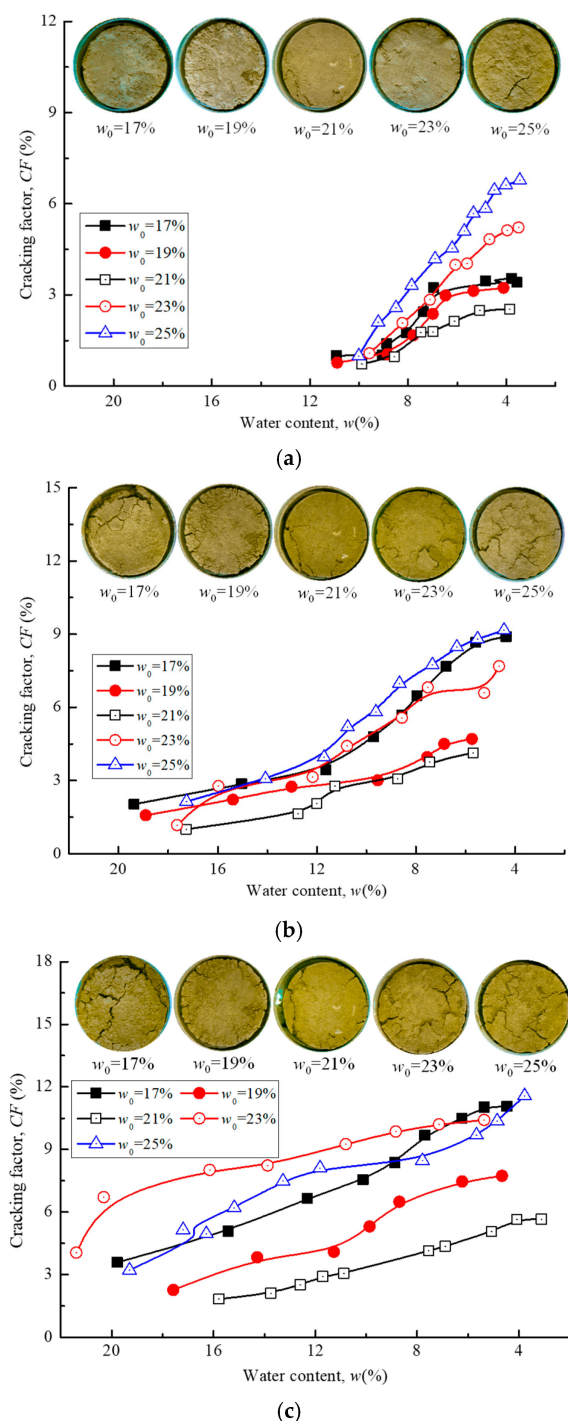 12
9
6
3
0
Cracking factor, CF (%)
w₀=17% w₀=19% w₀=21% w₀=23% w₀=25%
w₀=17%
w₀=19%
w₀=21%
w₀=23%
w₀=25%
20 16 12 8 4
Water content, w(%)
(a)
15
12
9
6
3
0
Cracking factor, CF (%)
w₀=17% w₀=19% w₀=21% w₀=23% w₀=25%
w₀=17%
w₀=19%
w₀=21%
w₀=23%
w₀=25%
20 16 12 8 4
Water content, w(%)
(b)
18
15
12
9
6
3
0
Cracking factor, CF (%)
w₀=17% w₀=19% w₀=21% w₀=23% w₀=25%
w₀=17% w₀=19%
w₀=21% w₀=23%
w₀=25%
20 16 12 8 4
Water content, w(%)
(c)